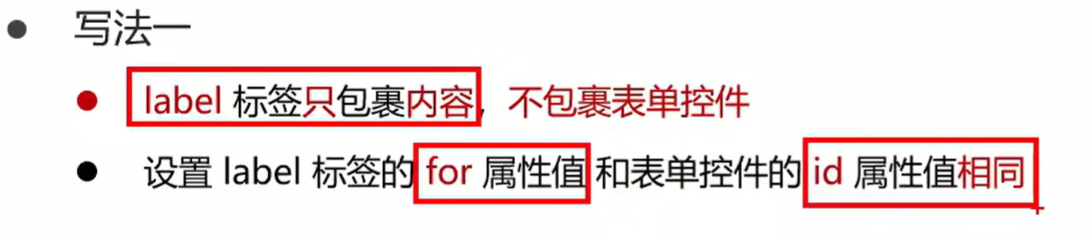 写法一
label 标签只包裹内容，不包裹表单控件
设置 label 标签的 for 属性值 和表单控件的 id 属性值相同